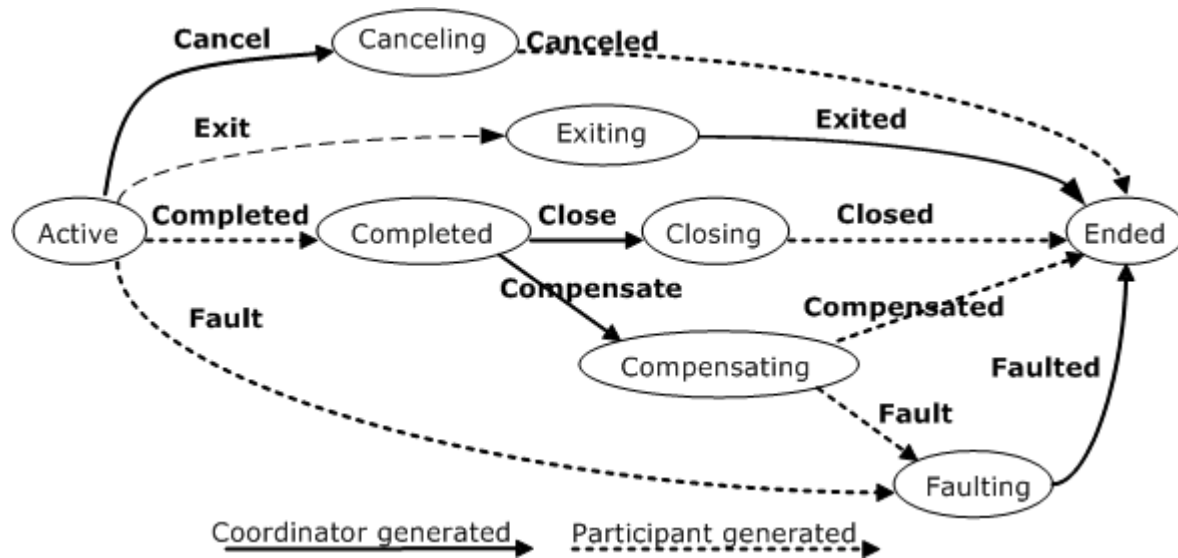 Cancel
Canceling
Canceled
Exit
Exiting
Exited
Active
Completed
Completed
Close
Closing
Closed
Ended
Compensate
Compensating
Compensated
Fault
Fault
Faulting
Faulted
Coordinator generated
Participant generated